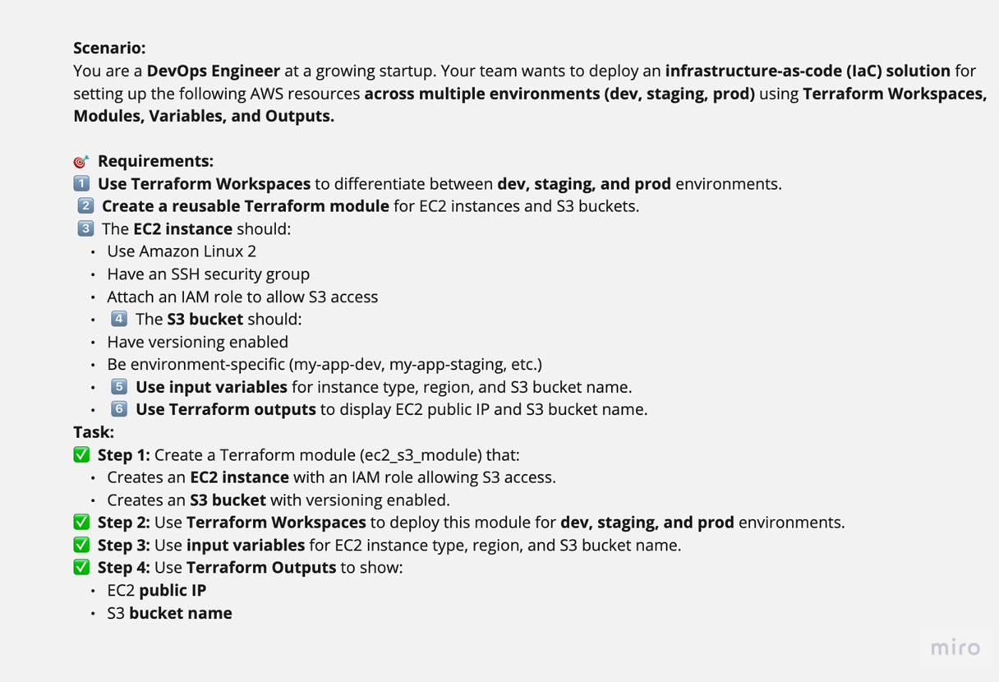 Scenario:
You are a DevOps Engineer at a growing startup. Your team wants to deploy an infrastructure-as-code (IaC) solution for
setting up the following AWS resources across multiple environments (dev, staging, prod) using Terraform Workspaces,
Modules, Variables, and Outputs.
🎯 Requirements:
1️⃣ Use Terraform Workspaces to differentiate between dev, staging, and prod environments.
2️⃣ Create a reusable Terraform module for EC2 instances and S3 buckets.
3️⃣ The EC2 instance should:
• Use Amazon Linux 2
• Have an SSH security group
• Attach an IAM role to allow S3 access
• 4️⃣ The S3 bucket should:
• Have versioning enabled
• Be environment-specific (my-app-dev, my-app-staging, etc.)
• 5️⃣ Use input variables for instance type, region, and S3 bucket name.
• 6️⃣ Use Terraform outputs to display EC2 public IP and S3 bucket name.
Task:
✅ Step 1: Create a Terraform module (ec2_s3_module) that:
• Creates an EC2 instance with an IAM role allowing S3 access.
• Creates an S3 bucket with versioning enabled.
✅ Step 2: Use Terraform Workspaces to deploy this module for dev, staging, and prod environments.
✅ Step 3: Use input variables for EC2 instance type, region, and S3 bucket name.
✅ Step 4: Use Terraform Outputs to show:
• EC2 public IP
• S3 bucket name
miro